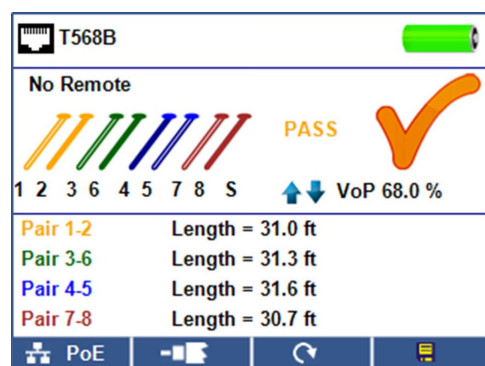 T568B
No Remote
PASS
1 2 3 6 4 5 7 8 S
VoP 68.0 %
Pair 1-2 Length = 31.0 ft
Pair 3-6 Length = 31.3 ft
Pair 4-5 Length = 31.6 ft
Pair 7-8 Length = 30.7 ft
PoE